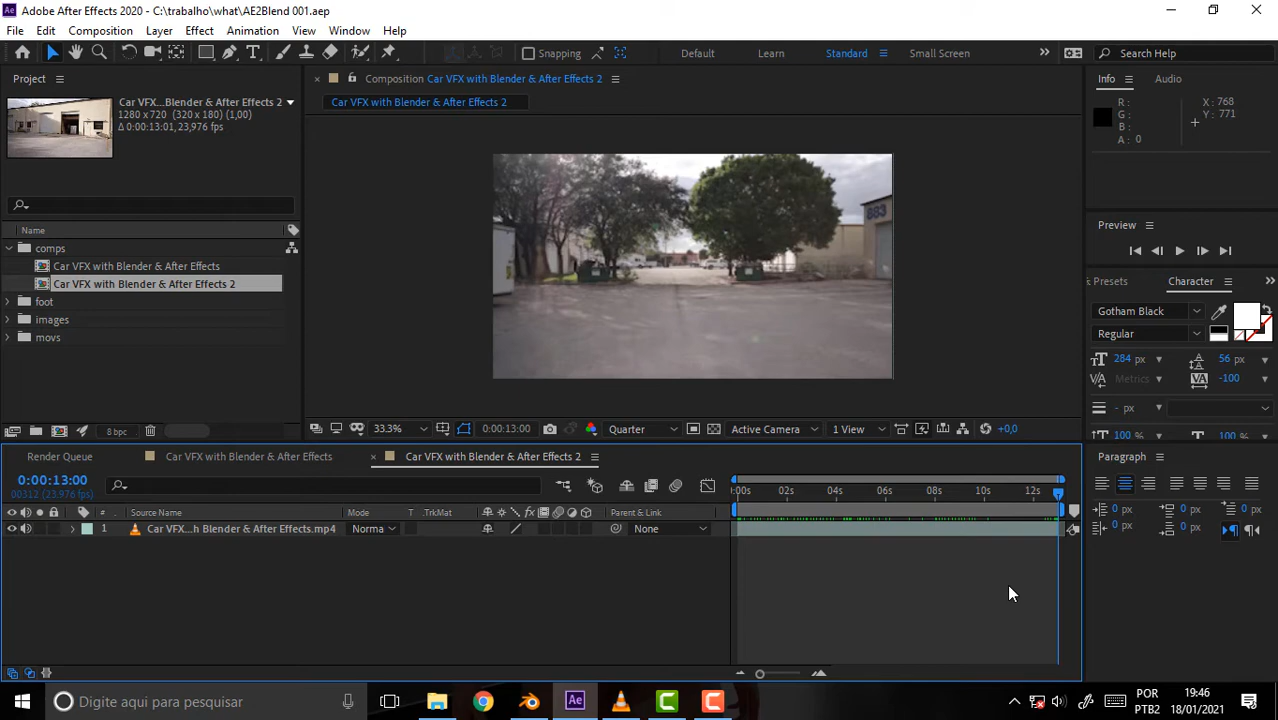 Adobe After Effects 2020 - C:\trabalho\what\AE2Blend 001.aep
File Edit Composition Layer Effect Animation View Window Help
Snapping Default Learn Standard Small Screen Search Help
Project
Composition Car VFX with Blender & After Effects 2
Info Audio
Car VFX...Blender & After Effects 2
1280 x 720 (320 x 180) (1,00)
Δ 0:00:13:01, 23,976 fps
Car VFX with Blender & After Effects 2
R :
G :
B :
A : 0
X : 768
Y : 771
883
Name
comps
Car VFX with Blender & After Effects
Car VFX with Blender & After Effects 2
foot
images
movs
Preview
Presets Character
Gotham Black
Regular
284 px 56 px
Metrics -100
- px
100 % 100 %
8 bpc
33.3% 0:00:13:00 Quarter Active Camera 1 View +0,0
Render Queue Car VFX with Blender & After Effects Car VFX with Blender & After Effects 2
Paragraph
0:00:13:00
00312 (23.976 fps)
:00s 02s 04s 06s 08s 10s 12s
# Source Name Mode T .TrkMat Parent & Link
1 Car VFX...h Blender & After Effects.mp4 Norma None
0 px 0 px 0 px
0 px 0 px
Digite aqui para pesquisar
POR
PTB2
19:46
18/01/2021